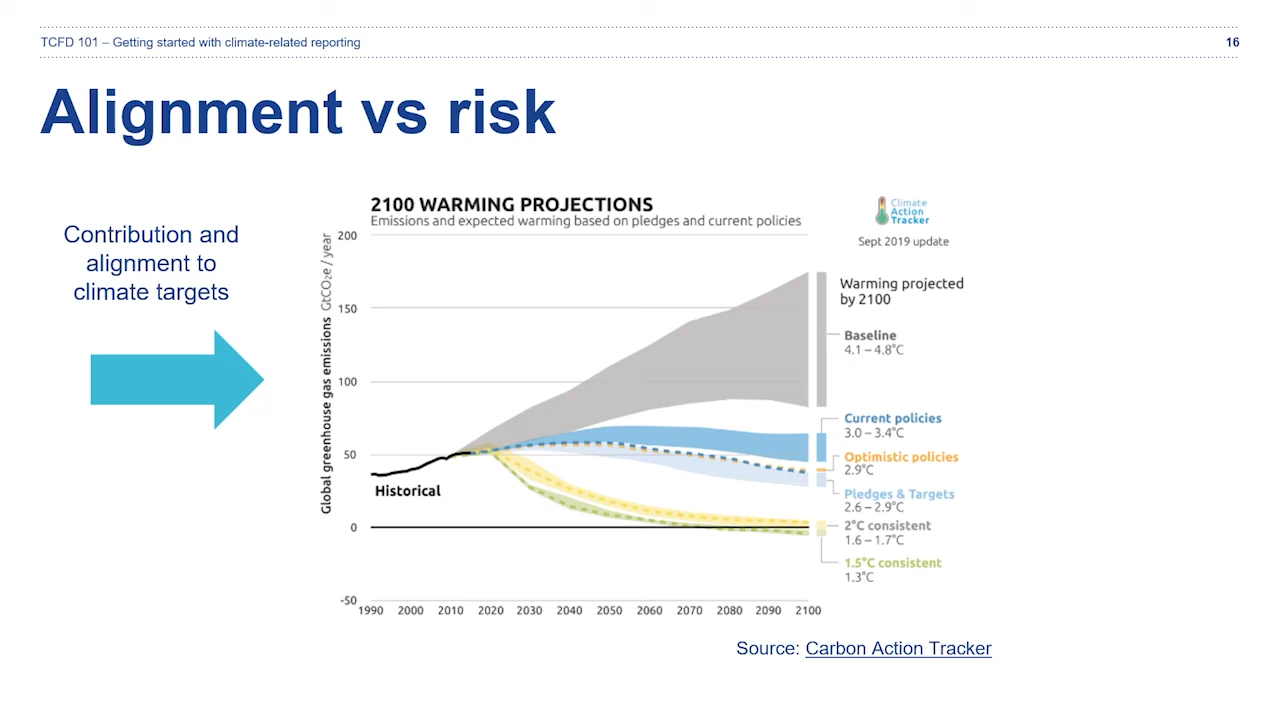 TCFD 101 – Getting started with climate-related reporting
16
Alignment vs risk
Contribution and
alignment to
climate targets
2100 WARMING PROJECTIONS
Emissions and expected warming based on pledges and current policies
Climate
Action
Tracker
Sept 2019 update
Global greenhouse gas emissions GtCO₂e / year
200
150
100
50
0
-50
Historical
1990 2000 2010 2020 2030 2040 2050 2060 2070 2080 2090 2100
Warming projected
by 2100
Baseline
4.1 – 4.8°C
Current policies
3.0 – 3.4°C
Optimistic policies
2.9°C
Pledges & Targets
2.6 – 2.9°C
2°C consistent
1.6 – 1.7°C
1.5°C consistent
1.3°C
Source: Carbon Action Tracker